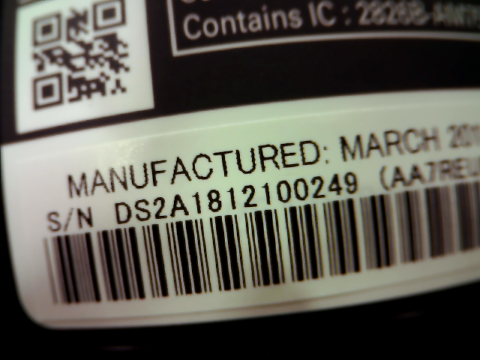 Contains IC :
MANUFACTURED: MARCH
S/N DS2A1812100249